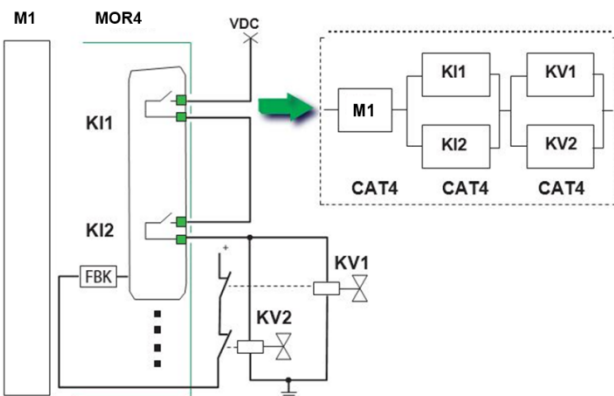 M1
MOR4
VDC
KI1
KI2
FBK
+
KV1
KV2
M1
KI1
KI2
KV1
KV2
CAT4 CAT4 CAT4